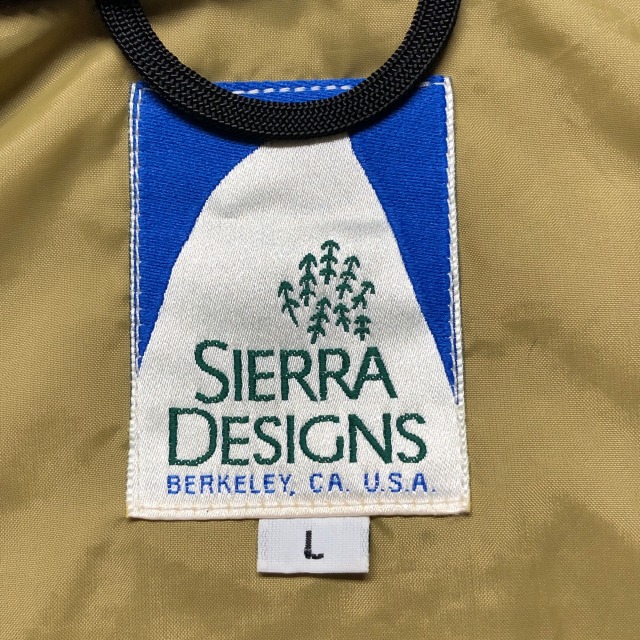 SIERRA
DESIGNS
BERKELEY, CA. U.S.A.
L